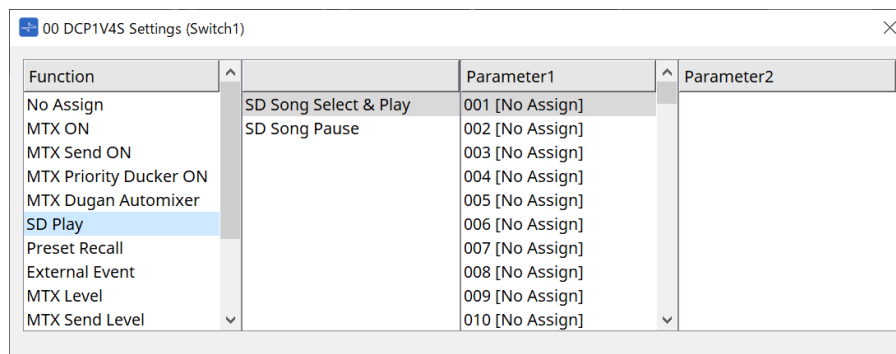 00 DCP1V4S Settings (Switch1)
Function Parameter1 Parameter2
No Assign SD Song Select & Play 001 [No Assign]
MTX ON SD Song Pause 002 [No Assign]
MTX Send ON 003 [No Assign]
MTX Priority Ducker ON 004 [No Assign]
MTX Dugan Automixer 005 [No Assign]
SD Play 006 [No Assign]
Preset Recall 007 [No Assign]
External Event 008 [No Assign]
MTX Level 009 [No Assign]
MTX Send Level 010 [No Assign]